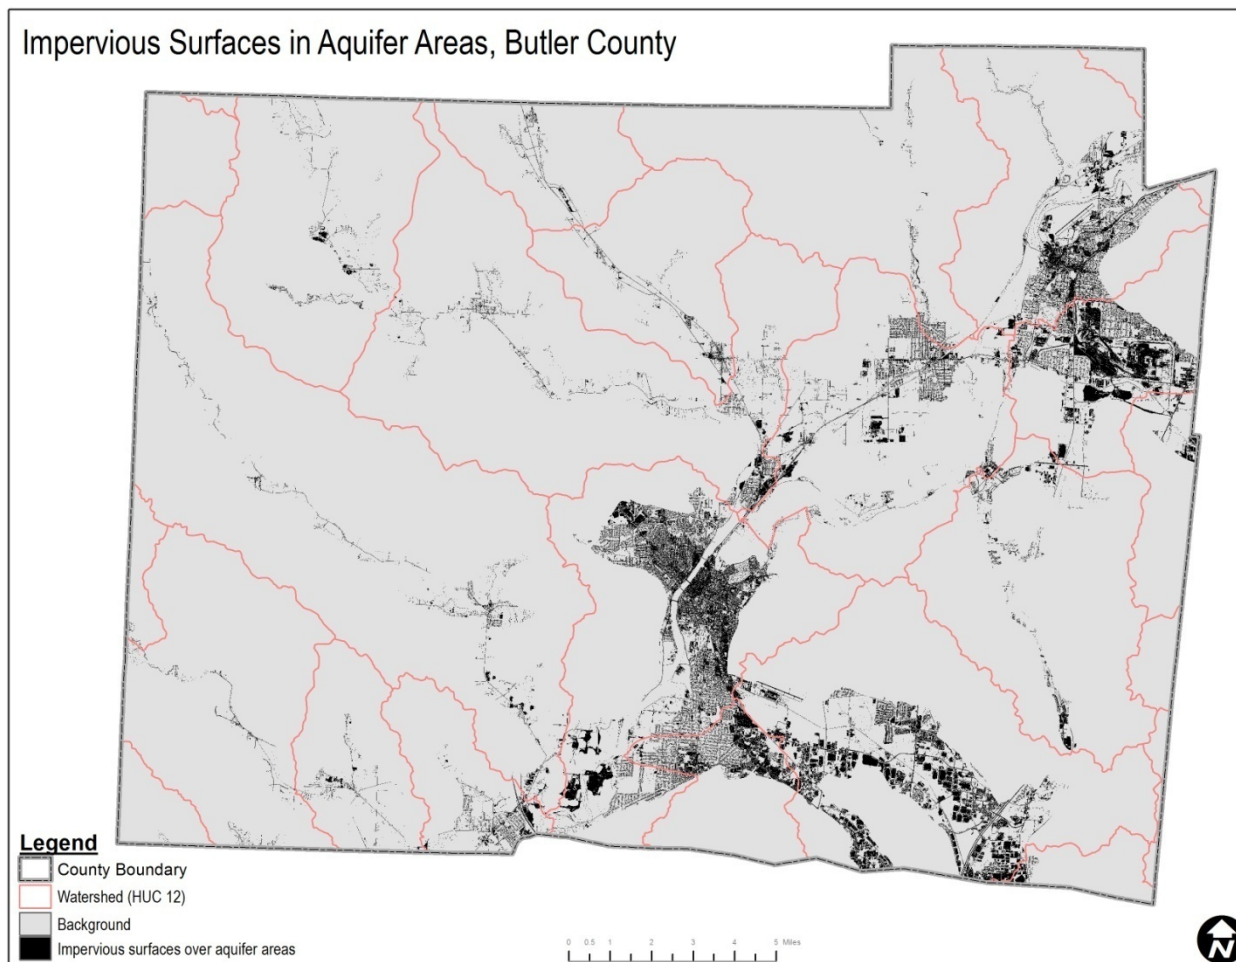 Impervious Surfaces in Aquifer Areas, Butler County
Legend
County Boundary
Watershed (HUC 12)
Background
Impervious surfaces over aquifer areas
0 0.5 1 2 3 4 5 Miles
N